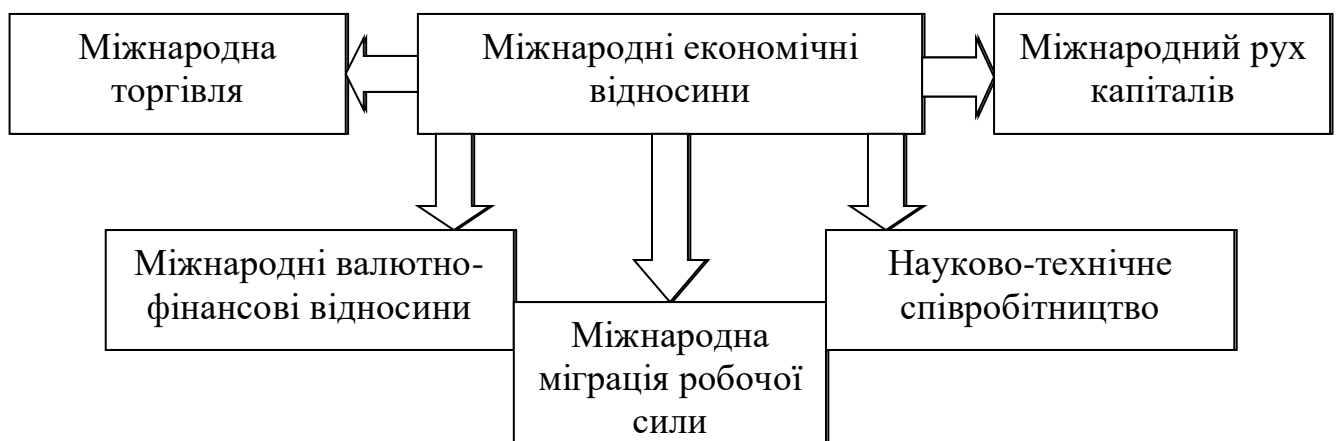 Міжнародна
торгівля
Міжнародні економічні
відносини
Міжнародний рух
капіталів
Міжнародні валютно-
фінансові відносини
Міжнародна
міграція робочої
сили
Науково-технічне
співробітництво